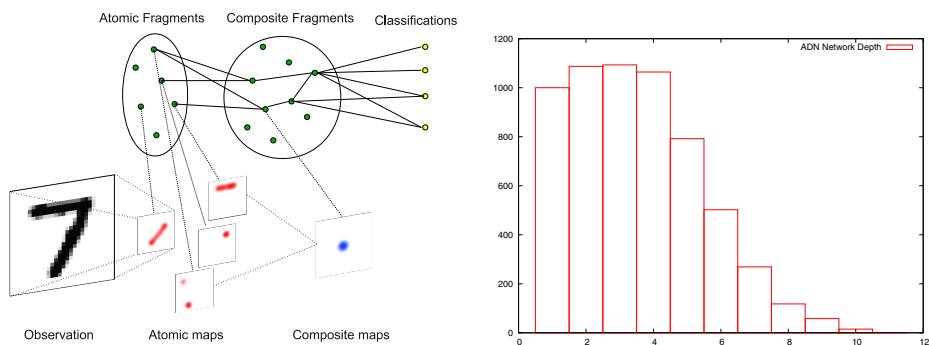 Atomic Fragments Composite Fragments Classifications
Observation Atomic maps Composite maps
ADN Network Depth
1200
1000
800
600
400
200
0
0 2 4 6 8 10 12